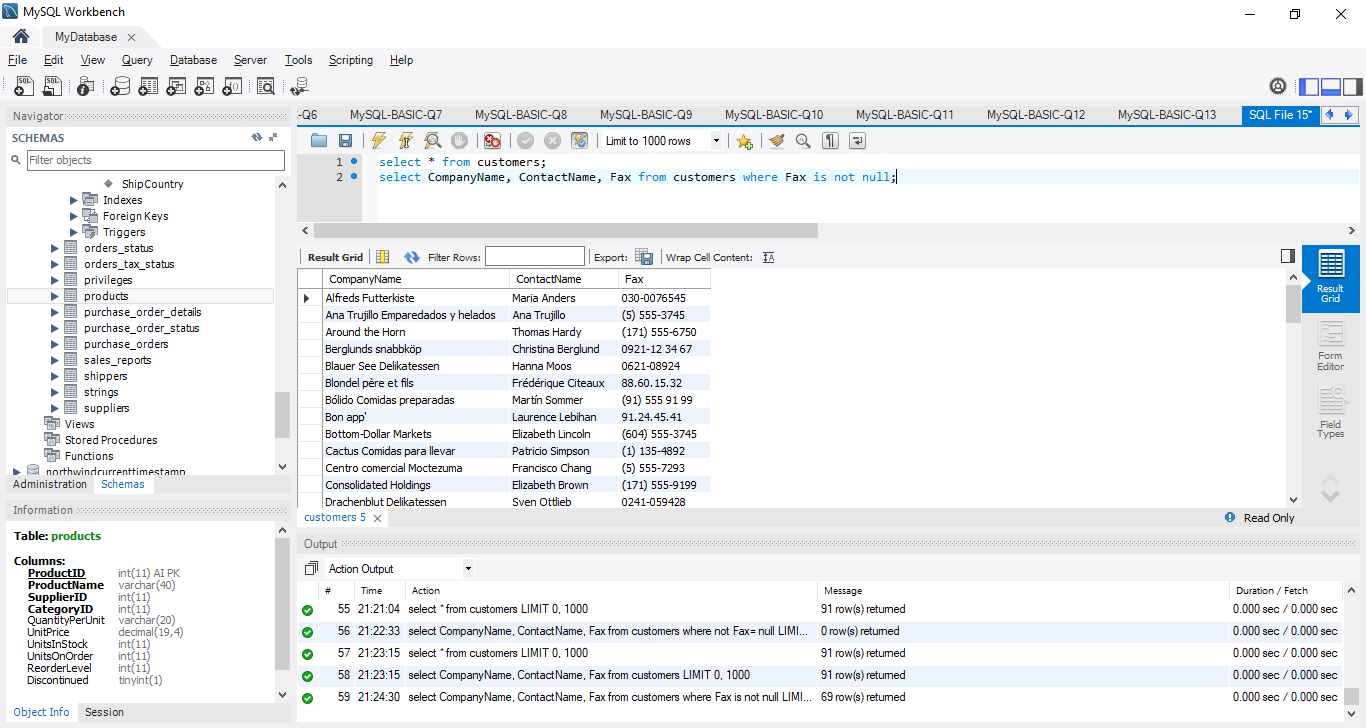 MySQL Workbench
MyDatabase
File Edit View Query Database Server Tools Scripting Help
Navigator
SCHEMAS
Filter objects
ShipCountry
Indexes
Foreign Keys
Triggers
orders_status
orders_tax_status
privileges
products
purchase_order_details
purchase_order_status
purchase_orders
sales_reports
shippers
strings
suppliers
Views
Stored Procedures
Functions
northwindcurrenttimestamp
Administration Schemas
Information
Table: products
Columns:
ProductID int(11) AI PK
ProductName varchar(40)
SupplierID int(11)
CategoryID int(11)
QuantityPerUnit varchar(20)
UnitPrice decimal(19,4)
UnitsInStock int(11)
UnitsOnOrder int(11)
ReorderLevel int(11)
Discontinued tinyint(1)
Object Info Session
-Q6 MySQL-BASIC-Q7 MySQL-BASIC-Q8 MySQL-BASIC-Q9 MySQL-BASIC-Q10 MySQL-BASIC-Q11 MySQL-BASIC-Q12 MySQL-BASIC-Q13 SQL File 15*
Limit to 1000 rows
1 select * from customers;
2 select CompanyName, ContactName, Fax from customers where Fax is not null;
Result Grid Filter Rows: Export: Wrap Cell Content:
CompanyName ContactName Fax
Alfreds Futterkiste Maria Anders 030-0076545
Ana Trujillo Emparedados y helados Ana Trujillo (5) 555-3745
Around the Horn Thomas Hardy (171) 555-6750
Berglunds snabbköp Christina Berglund 0921-12 34 67
Blauer See Delikatessen Hanna Moos 0621-08924
Blondel père et fils Frédérique Citeaux 88.60.15.32
Bólido Comidas preparadas Martín Sommer (91) 555 91 99
Bon app' Laurence Lebihan 91.24.45.41
Bottom-Dollar Markets Elizabeth Lincoln (604) 555-3745
Cactus Comidas para llevar Patricio Simpson (1) 135-4892
Centro comercial Moctezuma Francisco Chang (5) 555-7293
Consolidated Holdings Elizabeth Brown (171) 555-9199
Drachenblut Delikatessen Sven Ottlieb 0241-059428
Result Grid
Form Editor
Field Types
customers 5
Read Only
Output
Action Output
# Time Action Message Duration / Fetch
55 21:21:04 select * from customers LIMIT 0, 1000 91 row(s) returned 0.000 sec / 0.000 sec
56 21:22:33 select CompanyName, ContactName, Fax from customers where not Fax= null LIMI... 0 row(s) returned 0.000 sec / 0.000 sec
57 21:23:15 select * from customers LIMIT 0, 1000 91 row(s) returned 0.000 sec / 0.000 sec
58 21:23:15 select CompanyName, ContactName, Fax from customers LIMIT 0, 1000 91 row(s) returned 0.000 sec / 0.000 sec
59 21:24:30 select CompanyName, ContactName, Fax from customers where Fax is not null LIMI... 69 row(s) returned 0.000 sec / 0.000 sec